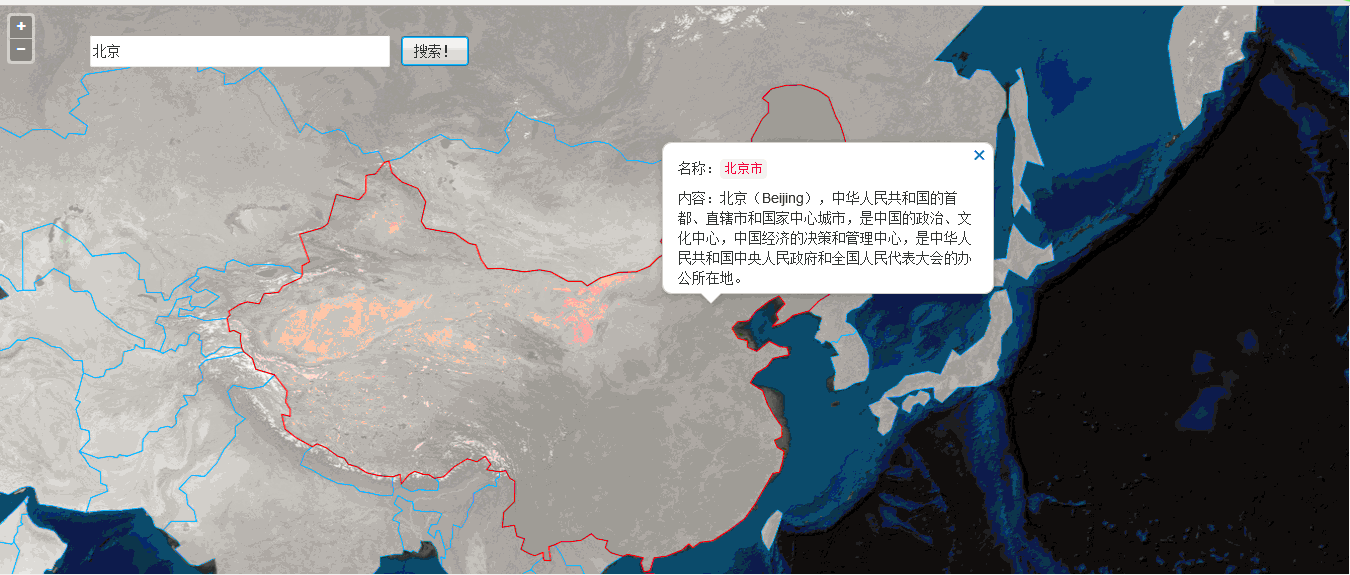 +
−
北京
搜索！
×
名称：北京市
内容：北京（Beijing），中华人民共和国的首
都、直辖市和国家中心城市，是中国的政治、文
化中心，中国经济的决策和管理中心，是中华人
民共和国中央人民政府和全国人民代表大会的办
公所在地。